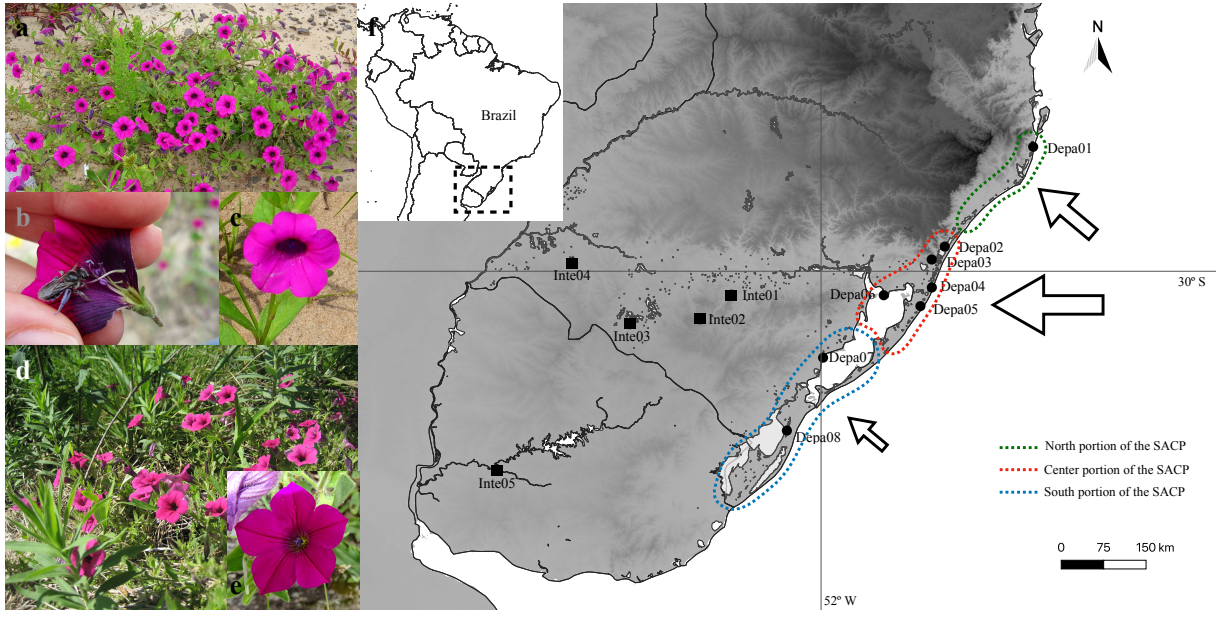 a
f
Brazil
N
Depa01
b
c
Depa02
Depa03
Inte04
30º S
Depa04
Depa06
Inte01
Depa05
Inte02
Inte03
d
Depa07
Depa08
North portion of the SACP
Center portion of the SACP
South portion of the SACP
Inte05
0 75 150 km
e
52º W